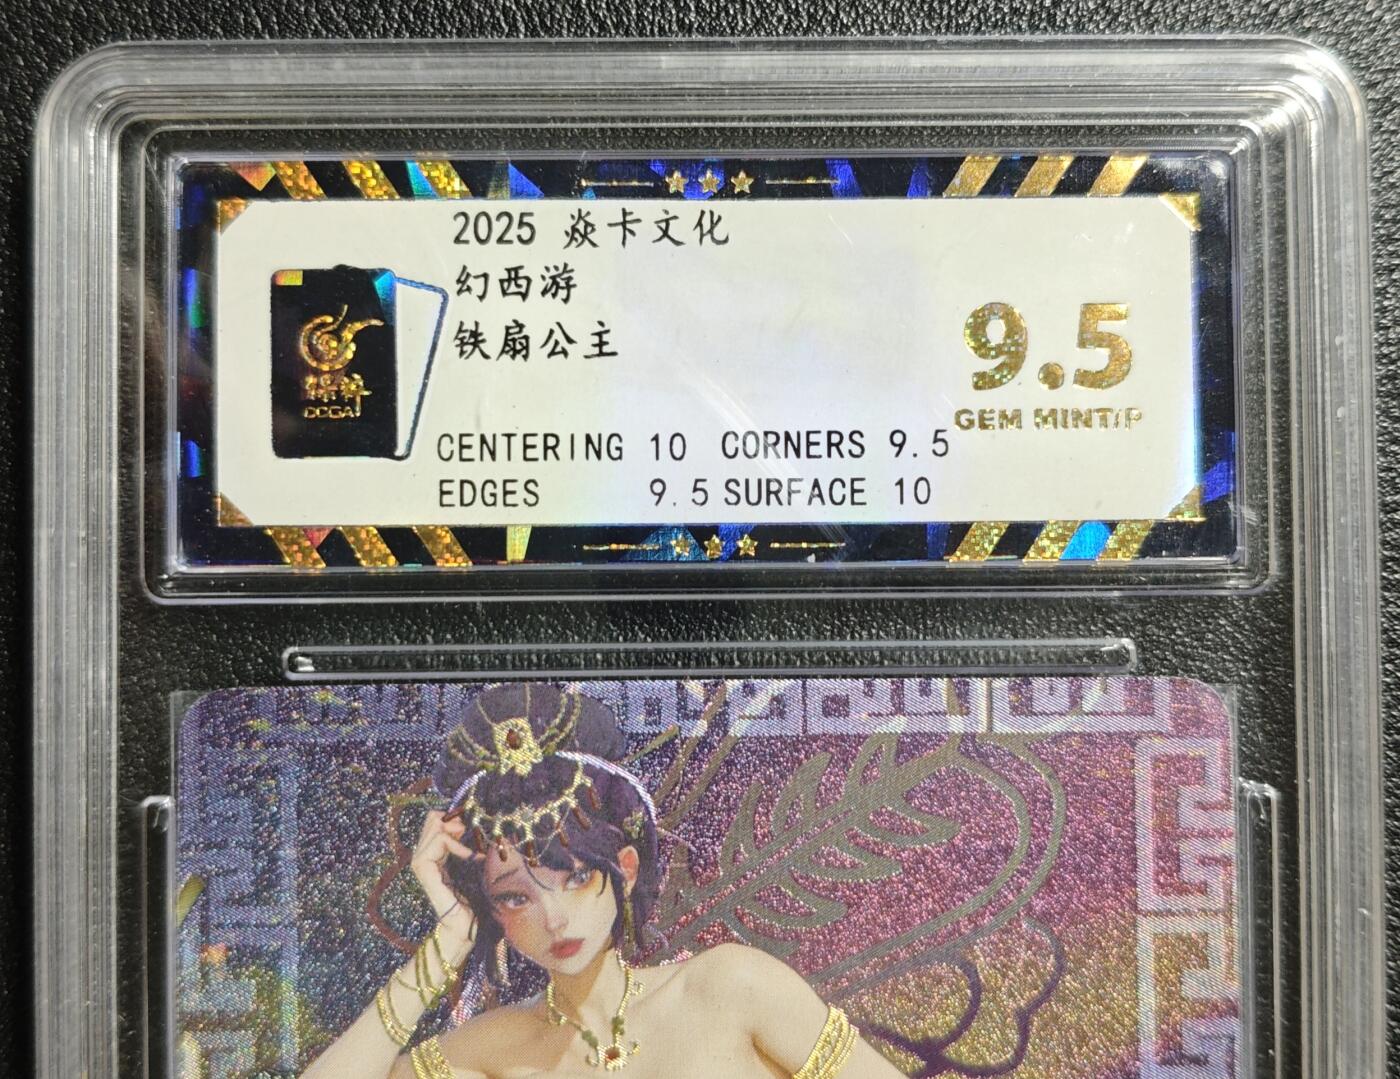 2025 焱卡文化
幻西游
铁扇公主
9.5
GEM MINT/P
CENTERING 10 CORNERS 9.5
EDGES 9.5 SURFACE 10
CCGA